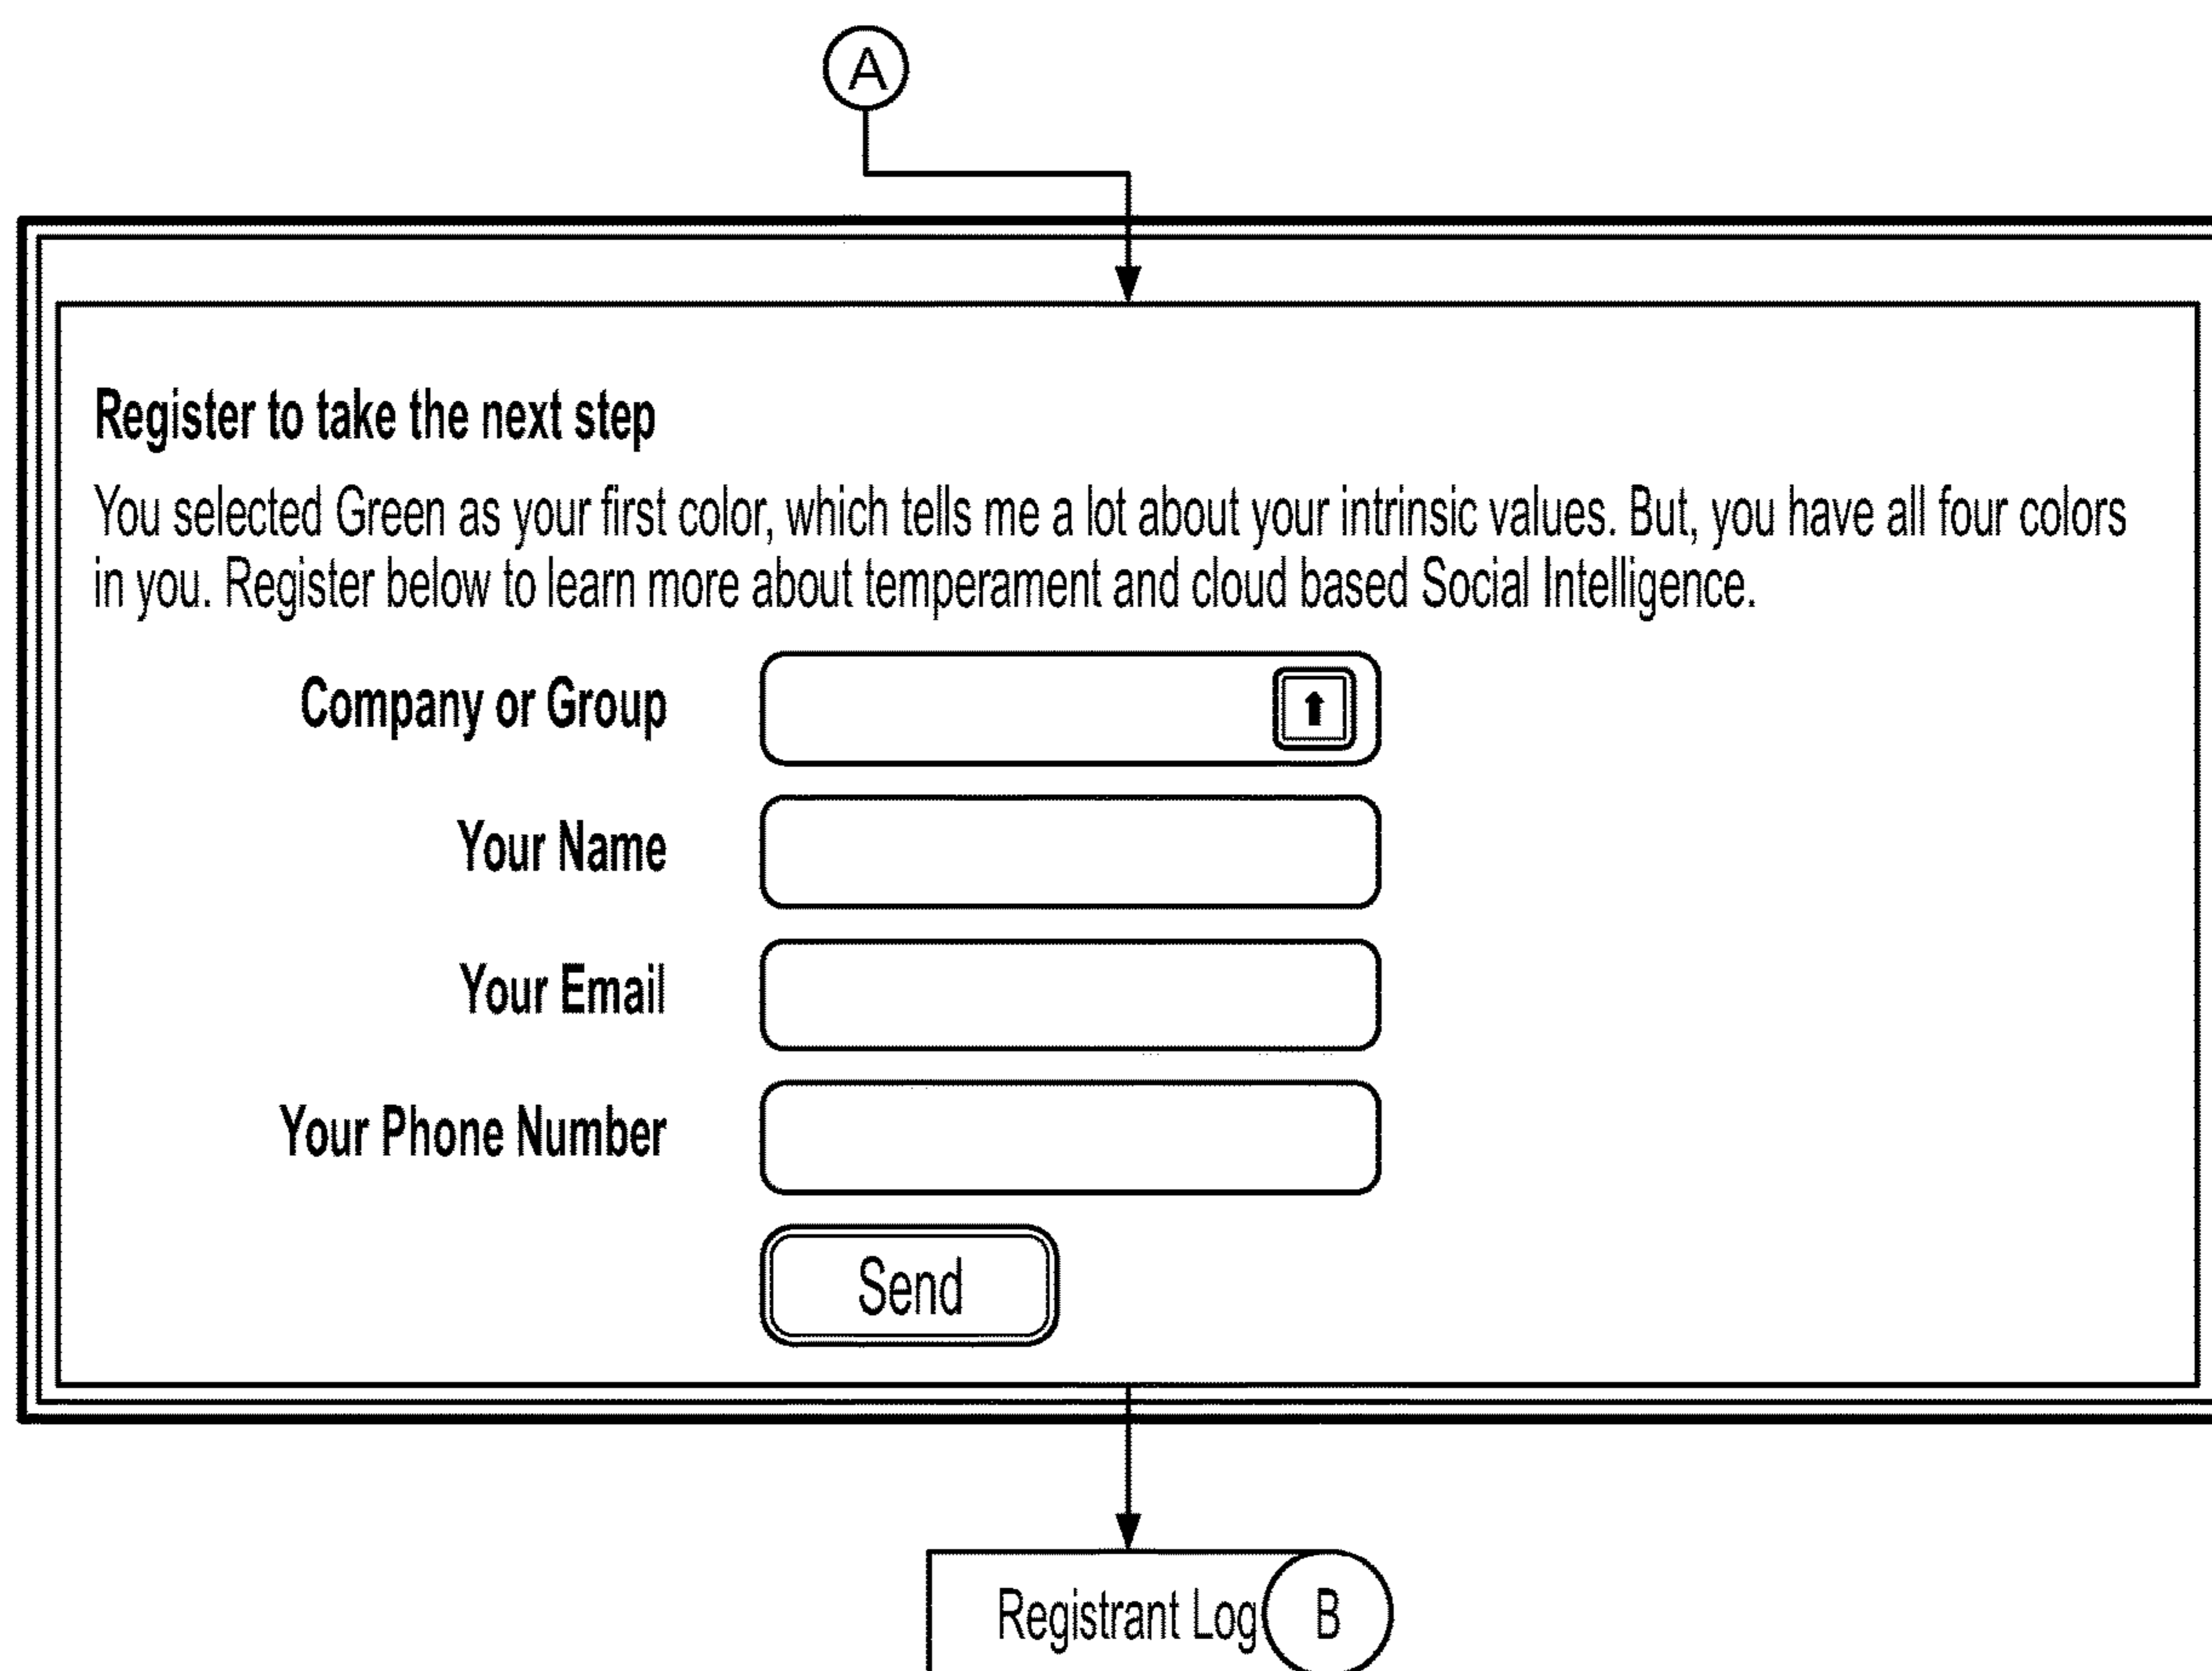 A
Register to take the next step
You selected Green as your first color, which tells me a lot about your intrinsic values. But, you have all four colors
in you. Register below to learn more about temperament and cloud based Social Intelligence.
Company or Group
Your Name
Your Email
Your Phone Number
Send
Registrant Log B